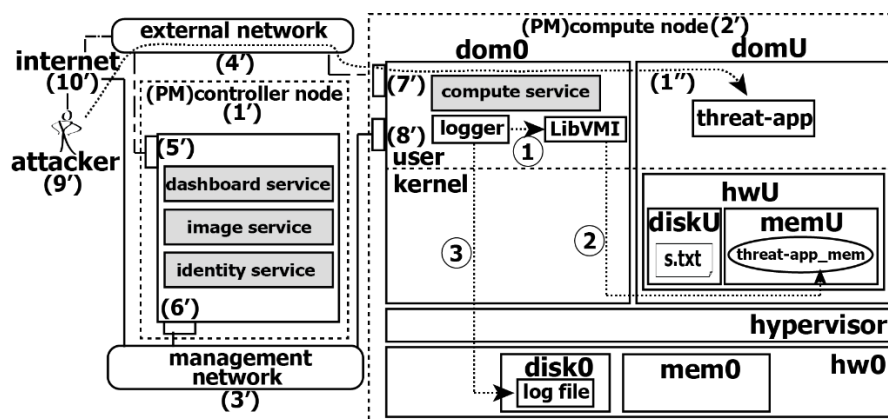 external network
(4')
internet
(10')
attacker
(9')
(PM)controller node
(1')
(5')
dashboard service
image service
identity service
(6')
management
network
(3')
(PM)compute node (2')
dom0
(7')
compute service
(8')
logger
LibVMI
1
user
kernel
3
2
domU
(1'')
threat-app
hwU
diskU
s.txt
memU
threat-app_mem
hypervisor
disk0
log file
mem0
hw0